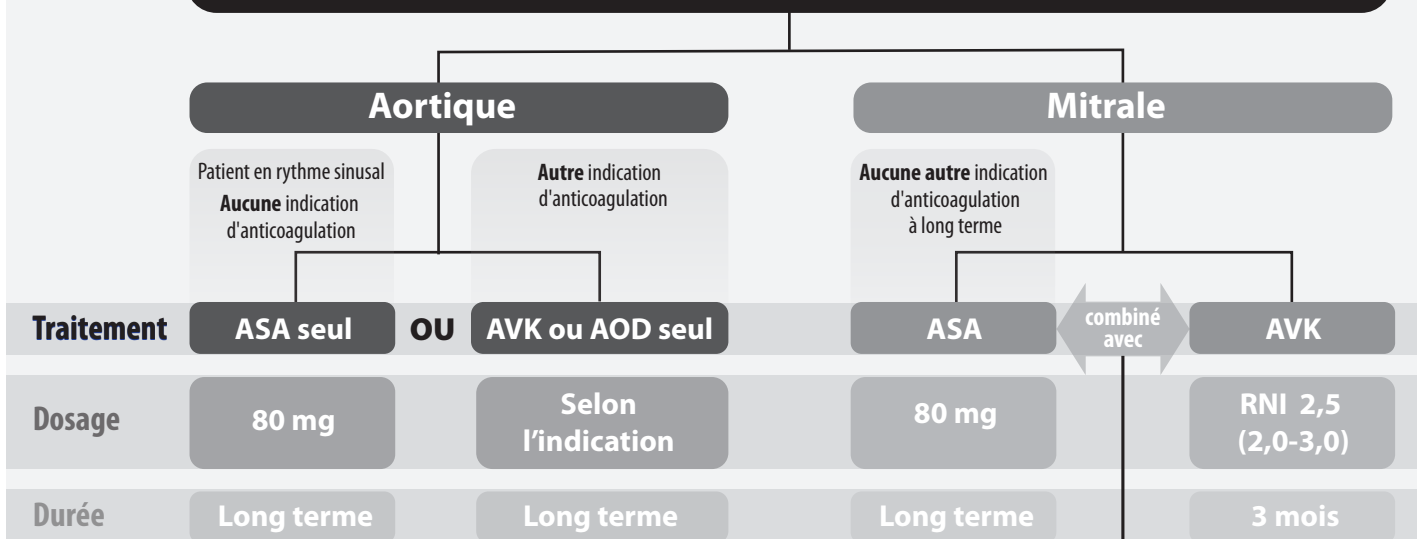 Aortique
Mitrale
Patient en rythme sinusal
Aucune indication
d'anticoagulation
Autre indication
d'anticoagulation
Aucune autre indication
d'anticoagulation
à long terme
Traitement
ASA seul
OU
AVK ou AOD seul
ASA
combiné
avec
AVK
Dosage
80 mg
Selon
l'indication
80 mg
RNI 2,5
(2,0-3,0)
Durée
Long terme
Long terme
Long terme
3 mois